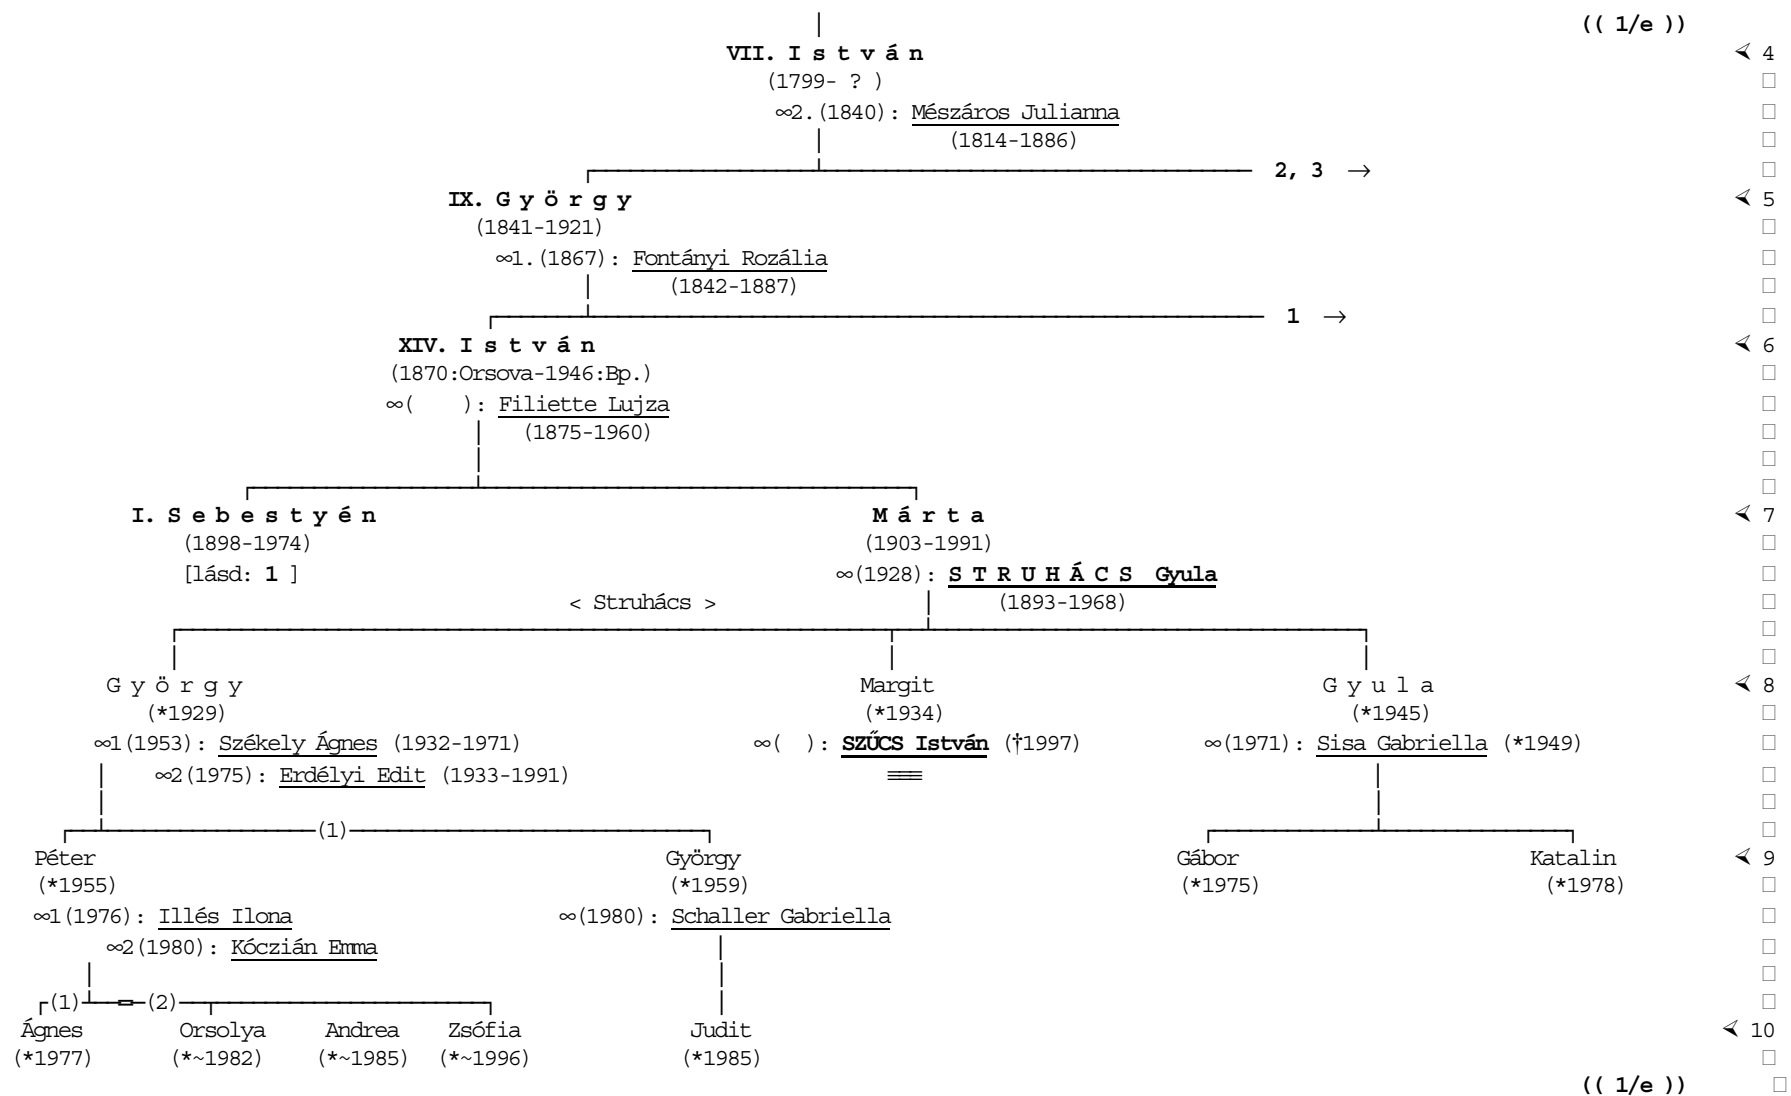 (( 1/e ))
VII. I s t v á n ⮜ 4
(1799- ? )
∞2.(1840): Mészáros Julianna
(1814-1886)
2, 3 →
IX. G y ö r g y ⮜ 5
(1841-1921)
∞1.(1867): Fontányi Rozália
(1842-1887)
1 →
XIV. I s t v á n ⮜ 6
(1870:Orsova-1946:Bp.)
∞( ): Filiette Lujza
(1875-1960)
I. S e b e s t y é n M á r t a ⮜ 7
(1898-1974) (1903-1991)
[lásd: 1 ] ∞(1928): S T R U H Á C S Gyula
< Struhács > (1893-1968)
G y ö r g y Margit G y u l a ⮜ 8
(*1929) (*1934) (*1945)
∞1(1953): Székely Ágnes (1932-1971) ∞( ): SZŰCS István (†1997) ∞(1971): Sisa Gabriella (*1949)
∞2(1975): Erdélyi Edit (1933-1991)
(1)
Péter György Gábor Katalin ⮜ 9
(*1955) (*1959) (*1975) (*1978)
∞1(1976): Illés Ilona ∞(1980): Schaller Gabriella
∞2(1980): Kóczián Emma
(1) (2)
Ágnes Orsolya Andrea Zsófia Judit ⮜ 10
(*1977) (*~1982) (*~1985) (*~1996) (*1985)
(( 1/e ))